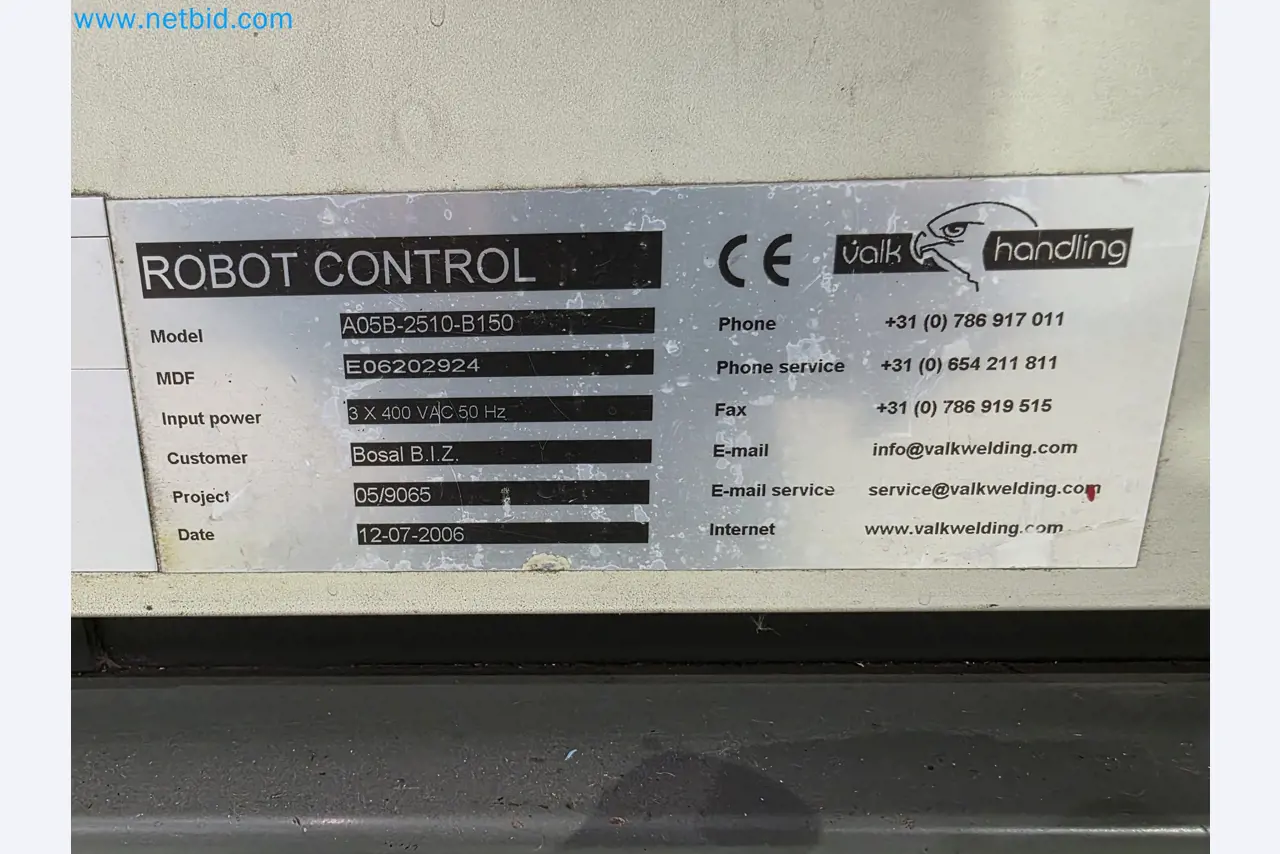 www.netbid.com
ROBOT CONTROL
Model A05B-2510-B150
MDF E06202924
Input power 3 X 400 VAC 50 Hz
Customer Bosal B.I.Z.
Project 05/9065
Date 12-07-2006
CE valk handling
Phone +31 (0) 786 917 011
Phone service +31 (0) 654 211 811
Fax +31 (0) 786 919 515
E-mail info@valkwelding.com
E-mail service service@valkwelding.com
Internet www.valkwelding.com